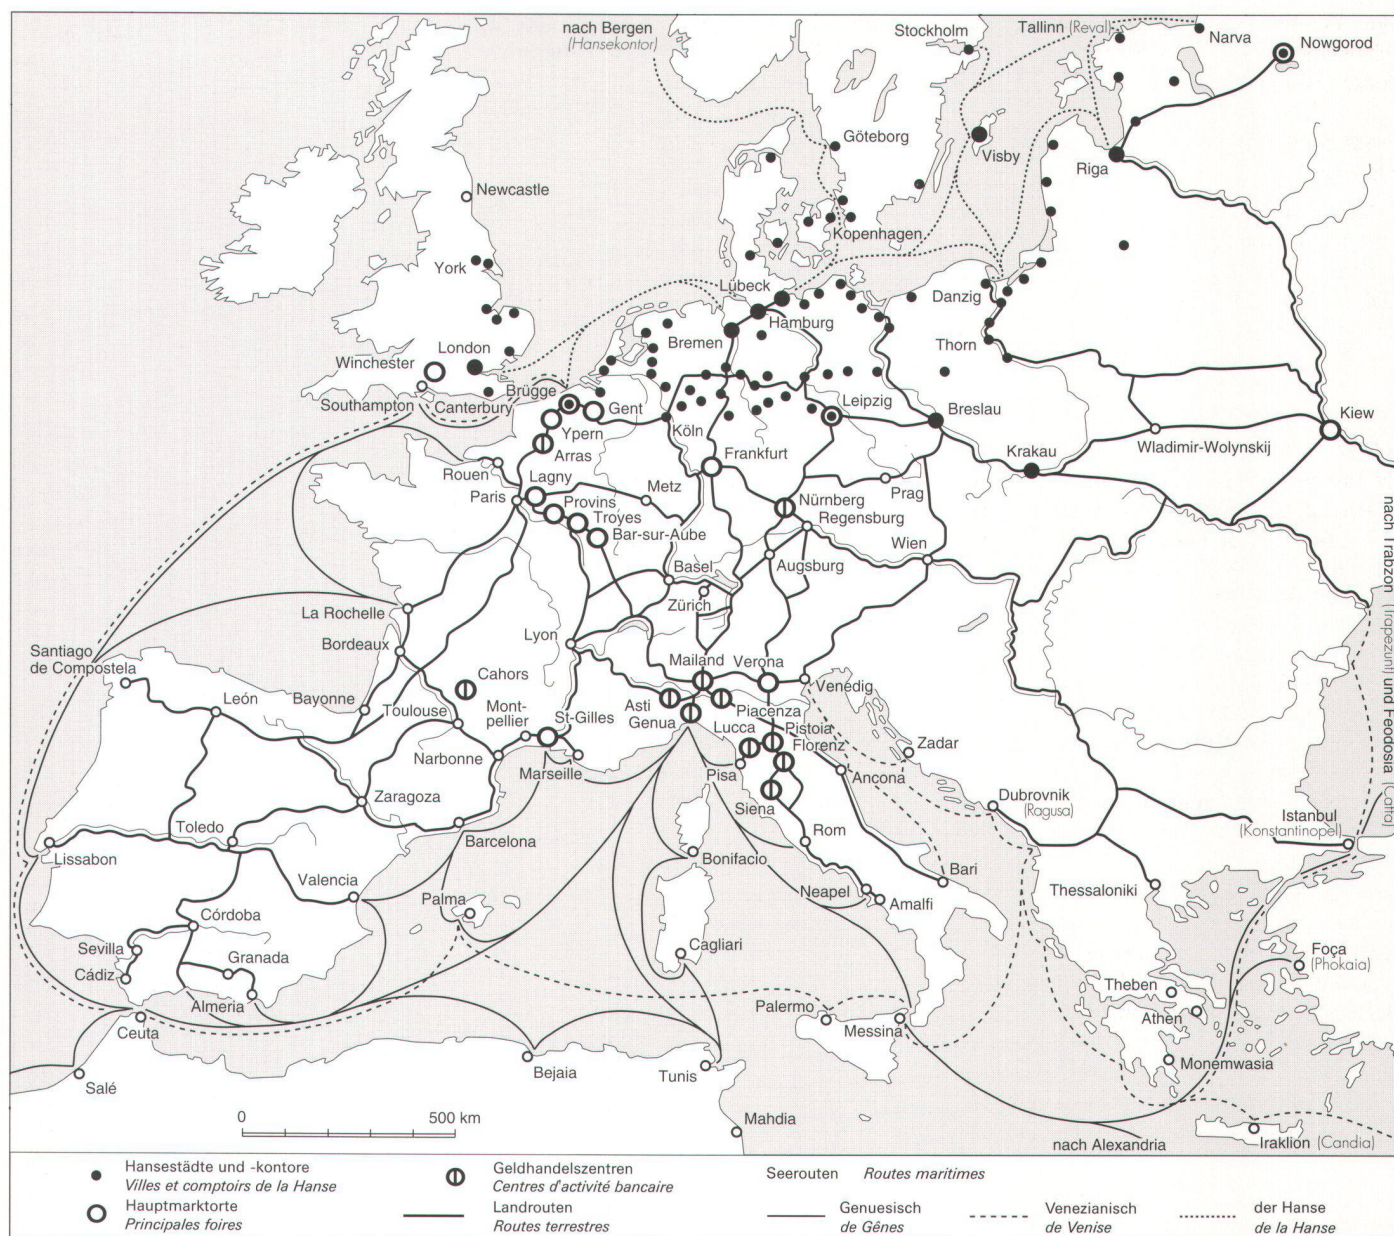 nach Bergen
(Hansekontor)
Stockholm
Tallinn (Reval)
Narva
Nowgorod
Göteborg
Visby
Riga
Newcastle
Kopenhagen
York
Lübeck
Danzig
Hamburg
Bremen
Thorn
Winchester
London
Southampton
Canterbury
Brügge
Gent
Ypern
Arras
Köln
Leipzig
Breslau
Kiew
Wladimir-Wolynskij
Krakau
Frankfurt
Rouen
Lagny
Metz
Prag
Paris
Provins
Troyes
Bar-sur-Aube
Nürnberg
Regensburg
Wien
Basel
Augsburg
Zürich
La Rochelle
Lyon
Bordeaux
Santiago
de Compostela
Mailand
Verona
Venedig
Cahors
León
Bayonne
Toulouse
Mont-
pellier
St-Gilles
Asti
Genua
Piacenza
Lucca
Pistoia
Florenz
Zadar
Narbonne
Marseille
Pisa
Ancona
Siena
Zaragoza
Dubrovnik
(Ragusa)
Istanbul
(Konstantinopel)
nach Trabzon (Trapezunt) und Feodosia (Caffa)
Toledo
Barcelona
Rom
Lissabon
Bonifacio
Bari
Valencia
Neapel
Amalfi
Thessaloniki
Palma
Córdoba
Sevilla
Cádiz
Granada
Cagliari
Foça
(Phokaia)
Almeria
Theben
Palermo
Messina
Athen
Ceuta
Monemwasia
Salé
Bejaia
Tunis
0 500 km
Mahdia
nach Alexandria
Iraklion (Candia)
Hansestädte und -kontore
Villes et comptoirs de la Hanse
Hauptmarktorte
Principales foires
Geldhandelszentren
Centres d'activité bancaire
Landrouten
Routes terrestres
Seerouten Routes maritimes
Genuesisch
de Gênes
Venezianisch
de Venise
der Hanse
de la Hanse